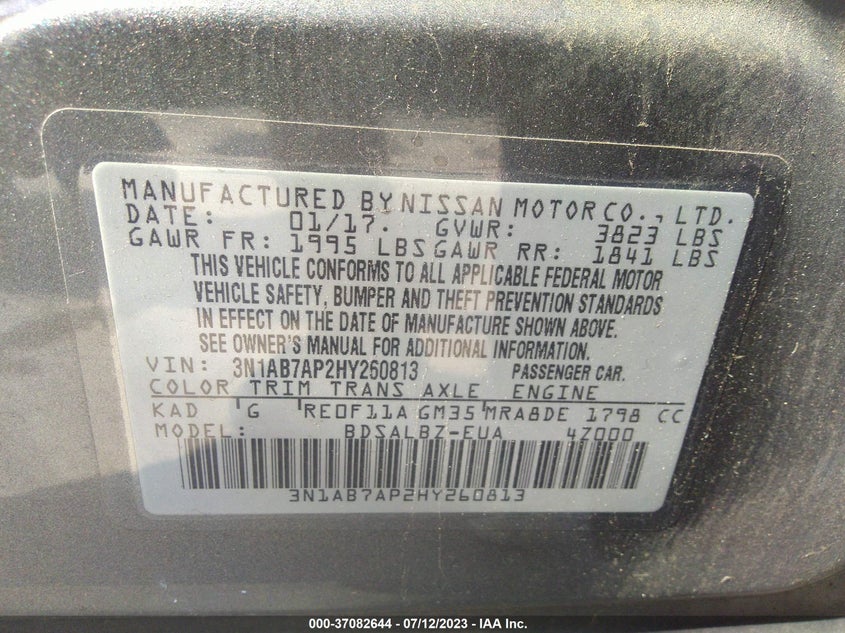 MANUFACTURED BY NISSAN MOTOR CO., LTD.
DATE: 01/17. GVWR: 3823 LBS
GAWR FR: 1995 LBS GAWR RR: 1841 LBS
THIS VEHICLE CONFORMS TO ALL APPLICABLE FEDERAL MOTOR
VEHICLE SAFETY, BUMPER AND THEFT PREVENTION STANDARDS
IN EFFECT ON THE DATE OF MANUFACTURE SHOWN ABOVE.
SEE OWNER'S MANUAL FOR ADDITIONAL INFORMATION.
VIN: 3N1AB7AP2HY260813 PASSENGER CAR.
COLOR TRIM TRANS AXLE ENGINE
KAD G RE0F11A GM35 MRA8DE 1798 CC
MODEL: BDSALBZ-EUA 4Z000
3N1AB7AP2HY260813
000-37082644 - 07/12/2023 - IAA Inc.